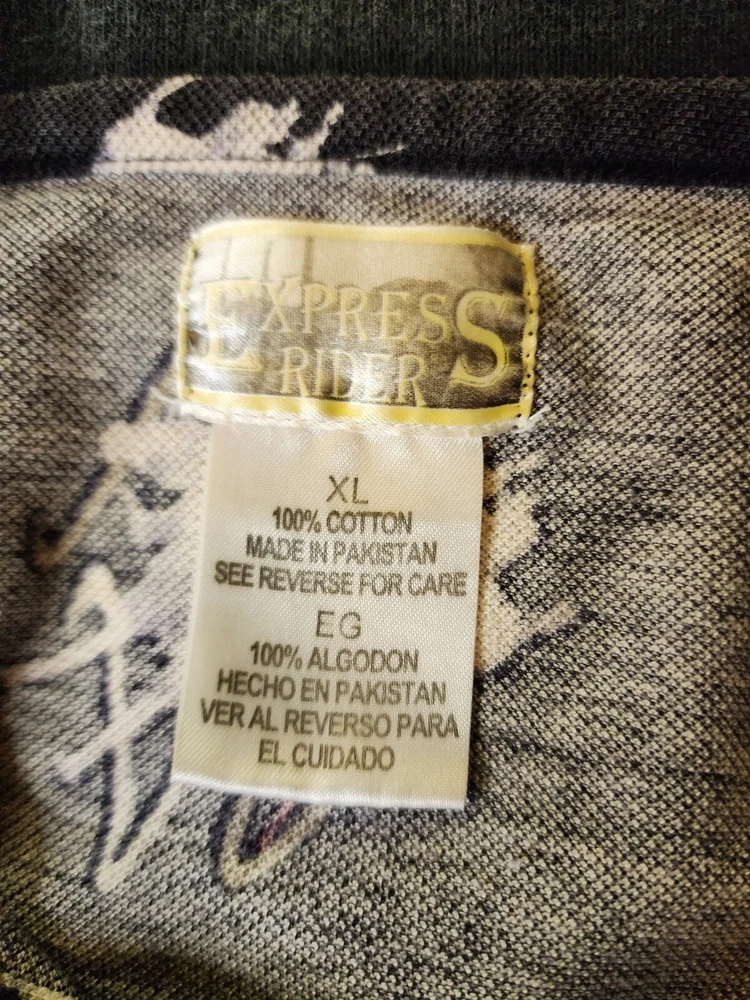 EXPRESS
RIDER
XL
100% COTTON
MADE IN PAKISTAN
SEE REVERSE FOR CARE
EG
100% ALGODON
HECHO EN PAKISTAN
VER AL REVERSO PARA
EL CUIDADO